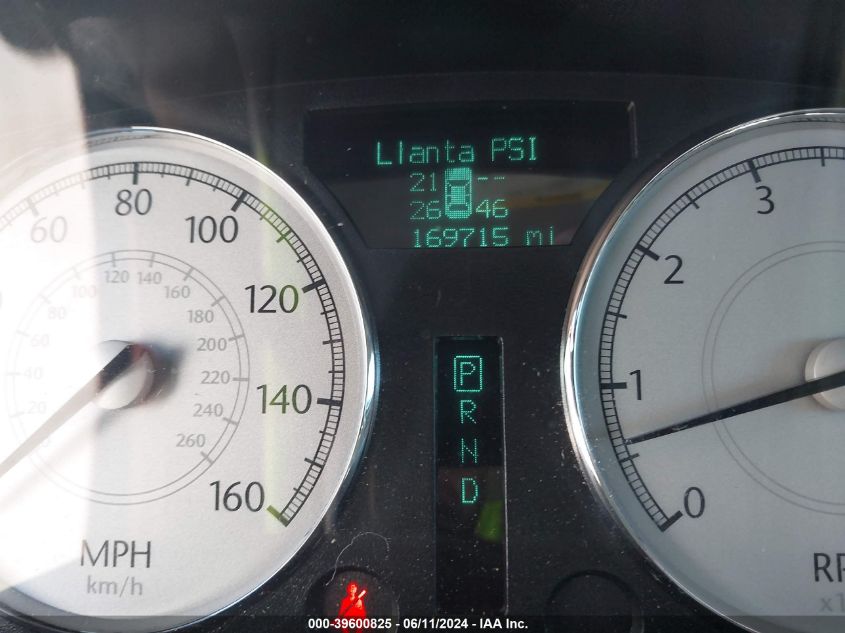 Llanta PSI
21 --
26 46
169715 mi
60 80 100 120 140 160
80 100 120 140 160 180 200 220 240 260
60
40
20
MPH
km/h
P
R
N
D
3
2
1
0
000-39600825 - 06/11/2024 - IAA Inc.